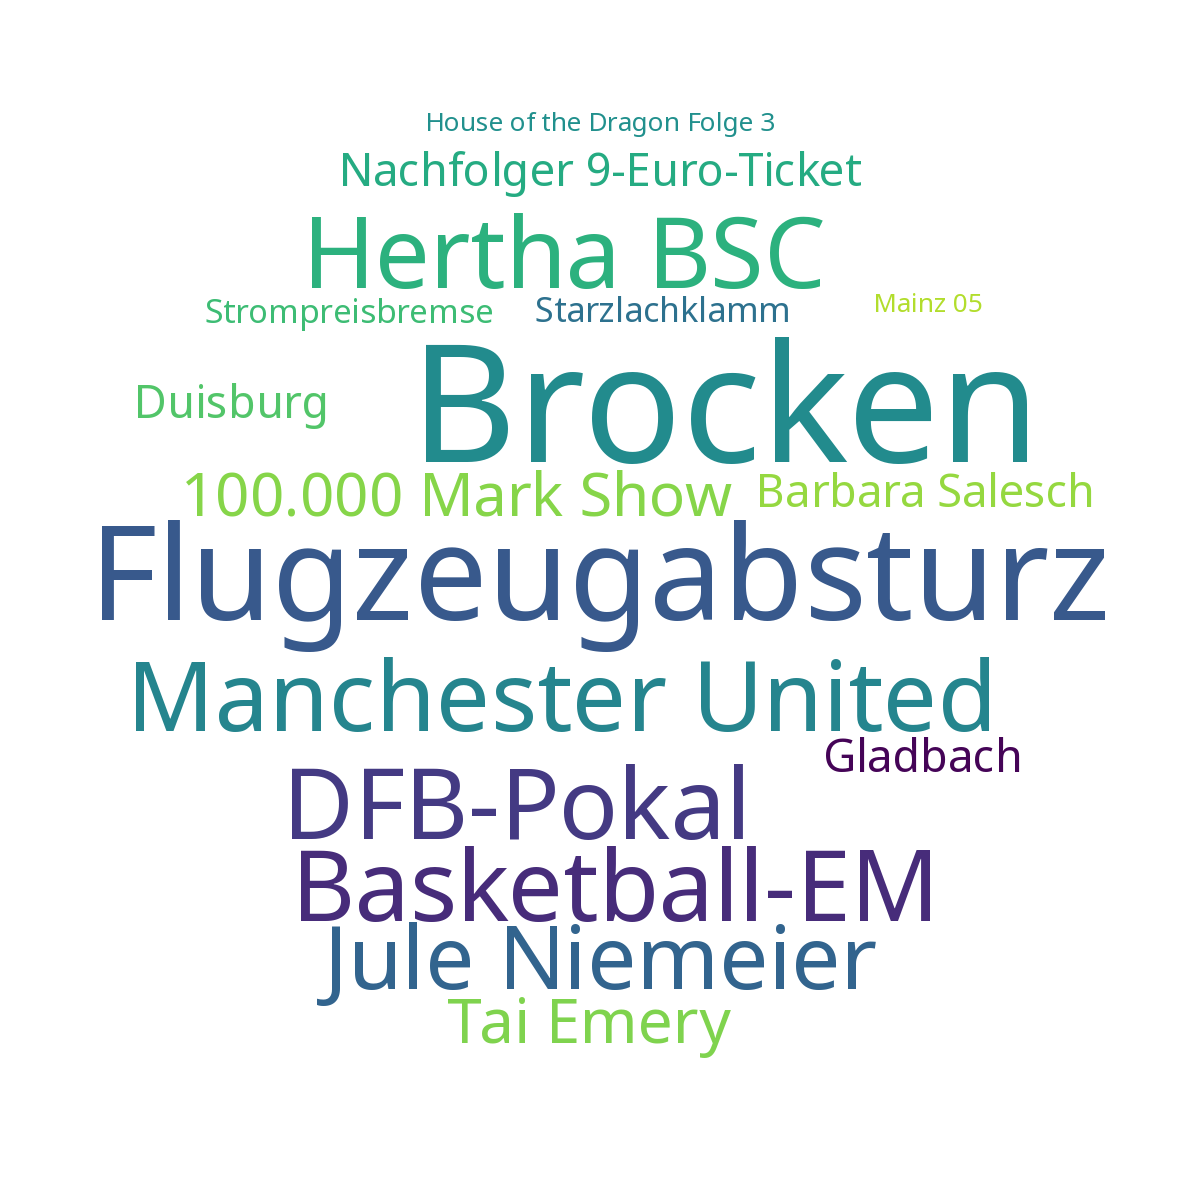 House of the Dragon Folge 3
Nachfolger 9-Euro-Ticket
Hertha BSC
Strompreisbremse
Starzlachklamm
Mainz 05
Brocken
Duisburg
100.000 Mark Show
Barbara Salesch
Flugzeugabsturz
Manchester United
Gladbach
DFB-Pokal
Basketball-EM
Jule Niemeier
Tai Emery